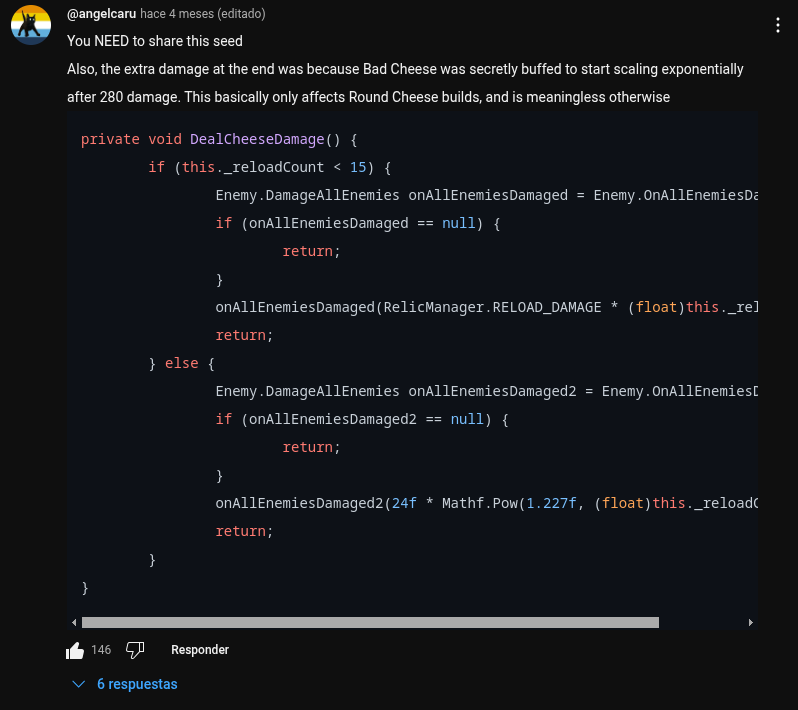 @angelcaru hace 4 meses (editado)
You NEED to share this seed
Also, the extra damage at the end was because Bad Cheese was secretly buffed to start scaling exponentially
after 280 damage. This basically only affects Round Cheese builds, and is meaningless otherwise
private void DealCheeseDamage() {
if (this._reloadCount < 15) {
Enemy.DamageAllEnemies onAllEnemiesDamaged = Enemy.OnAllEnemiesDa
if (onAllEnemiesDamaged == null) {
return;
}
onAllEnemiesDamaged(RelicManager.RELOAD_DAMAGE * (float)this._rel
return;
} else {
Enemy.DamageAllEnemies onAllEnemiesDamaged2 = Enemy.OnAllEnemiesD
if (onAllEnemiesDamaged2 == null) {
return;
}
onAllEnemiesDamaged2(24f * Mathf.Pow(1.227f, (float)this._reloadC
return;
}
}
146 Responder
6 respuestas